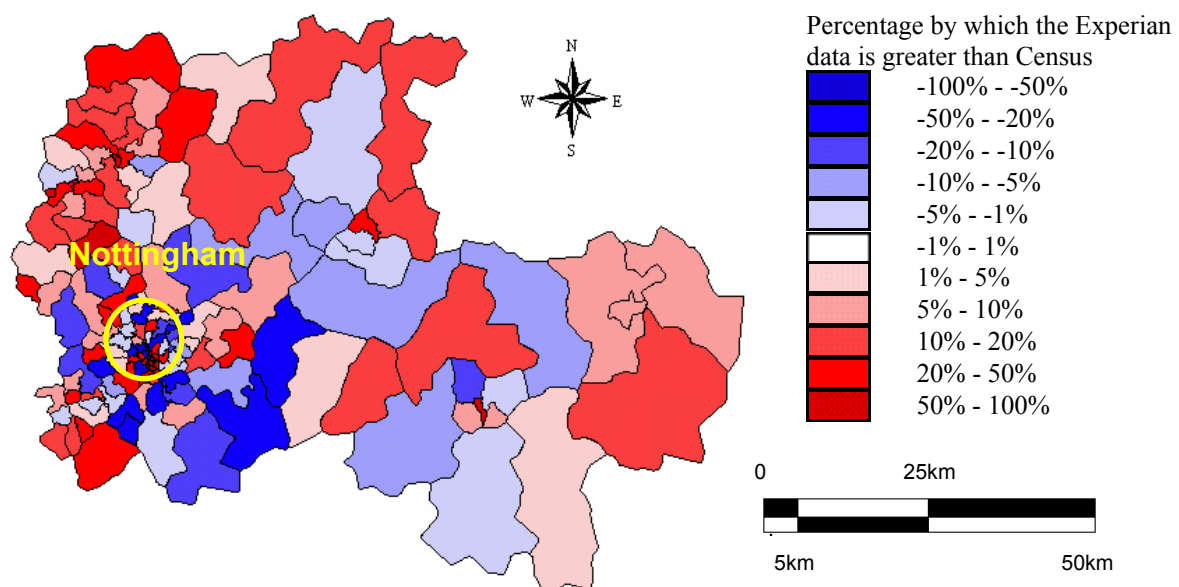 Percentage by which the Experian
data is greater than Census
-100% - -50%
-50% - -20%
-20% - -10%
-10% - -5%
-5% - -1%
-1% - 1%
1% - 5%
5% - 10%
10% - 20%
20% - 50%
50% - 100%
N
W E
S
Nottingham
0 25km
5km 50km